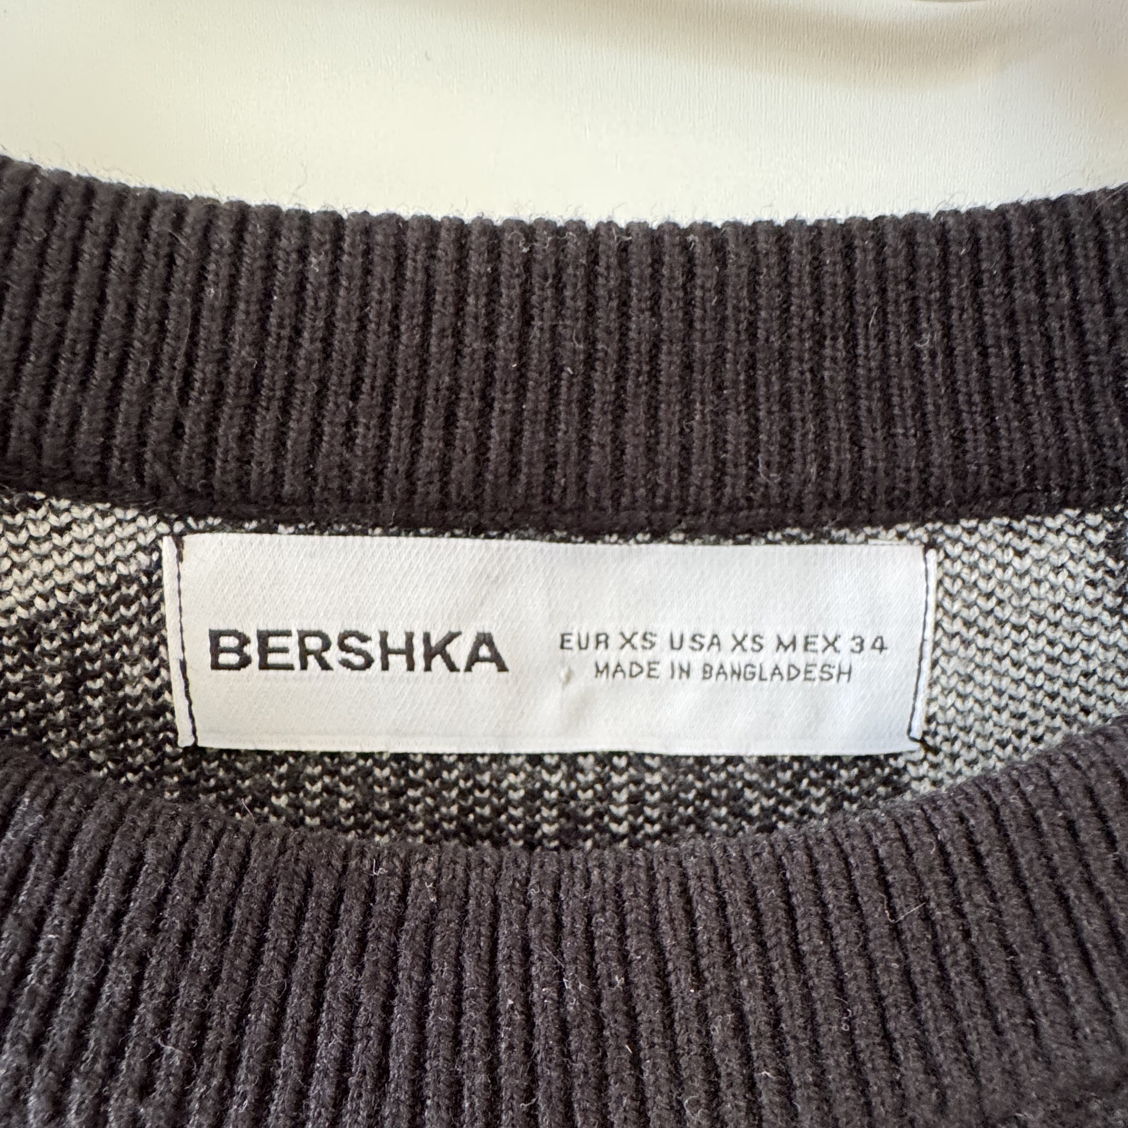 BERSHKA
EUR XS USA XS MEX 34
MADE IN BANGLADESH